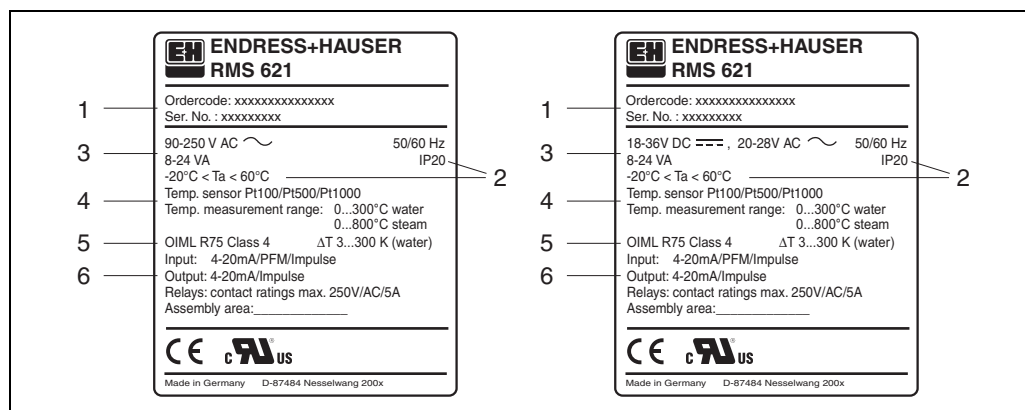 E+H ENDRESS+HAUSER
RMS 621
1
Ordercode: xxxxxxxxxxxxxxx
Ser. No. : xxxxxxxxx
3
90-250 V AC 50/60 Hz
8-24 VA IP20
2
-20°C < Ta < 60°C
4
Temp. sensor Pt100/Pt500/Pt1000
Temp. measurement range: 0...300°C water
0...800°C steam
5
OIML R75 Class 4 ΔT 3...300 K (water)
Input: 4-20mA/PFM/Impulse
6
Output: 4-20mA/Impulse
Relays: contact ratings max. 250V/AC/5A
Assembly area:_____________
CE c RU US ®
Made in Germany D-87484 Nesselwang 200x
E+H ENDRESS+HAUSER
RMS 621
1
Ordercode: xxxxxxxxxxxxxxx
Ser. No. : xxxxxxxxx
3
18-36V DC , 20-28V AC 50/60 Hz
8-24 VA IP20
2
-20°C < Ta < 60°C
4
Temp. sensor Pt100/Pt500/Pt1000
Temp. measurement range: 0...300°C water
0...800°C steam
5
OIML R75 Class 4 ΔT 3...300 K (water)
Input: 4-20mA/PFM/Impulse
6
Output: 4-20mA/Impulse
Relays: contact ratings max. 250V/AC/5A
Assembly area:_____________
CE c RU US ®
Made in Germany D-87484 Nesselwang 200x